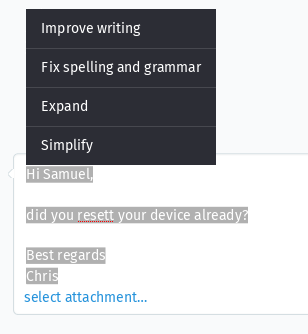 Improve writing
Fix spelling and grammar
Expand
Simplify
Hi Samuel,
did you resett your device already?
Best regards
Chris
select attachment...